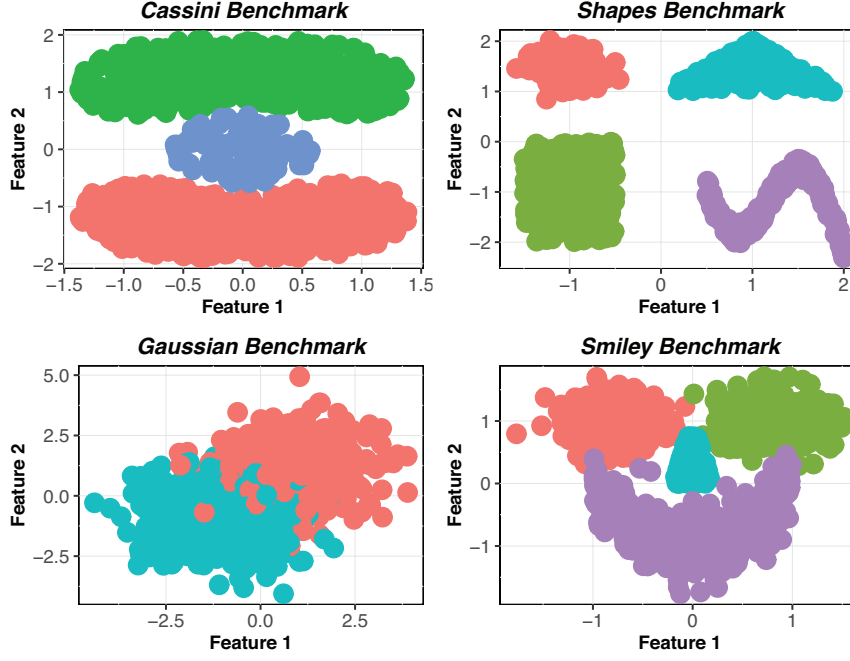 Cassini Benchmark
2
1
0
−1
−2
Feature 2
−1.5 −1.0 −0.5 0.0 0.5 1.0 1.5
Feature 1
Shapes Benchmark
2
1
0
−1
−2
Feature 2
−1 0 1 2
Feature 1
Gaussian Benchmark
5.0
2.5
0.0
−2.5
Feature 2
−2.5 0.0 2.5
Feature 1
Smiley Benchmark
1
0
−1
Feature 2
−1 0 1
Feature 1